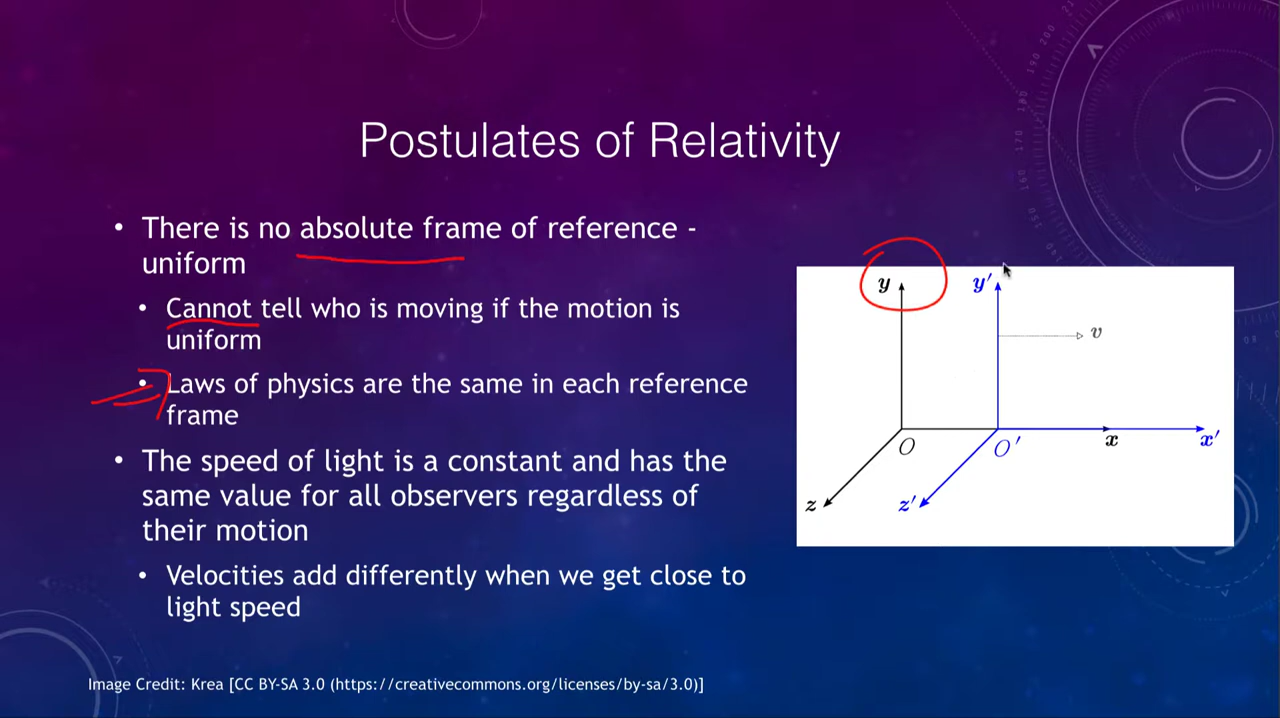 Postulates of Relativity
• There is no absolute frame of reference -
uniform
• Cannot tell who is moving if the motion is
uniform
• Laws of physics are the same in each reference
frame
• The speed of light is a constant and has the
same value for all observers regardless of
their motion
• Velocities add differently when we get close to
light speed
y y′
v
O O′ x x′
z z′
Image Credit: Krea [CC BY-SA 3.0 (https://creativecommons.org/licenses/by-sa/3.0)]